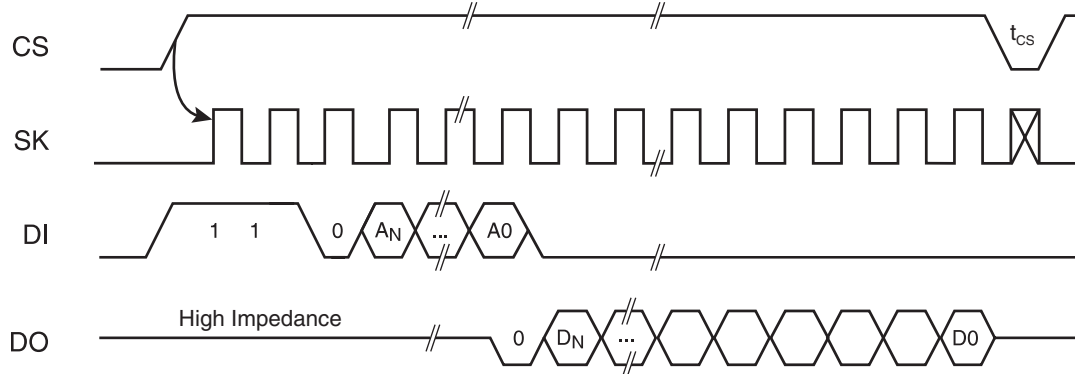 CS
t_CS
SK
DI
1 1 0 A_N ... A0
High Impedance
DO
0 D_N ... D0